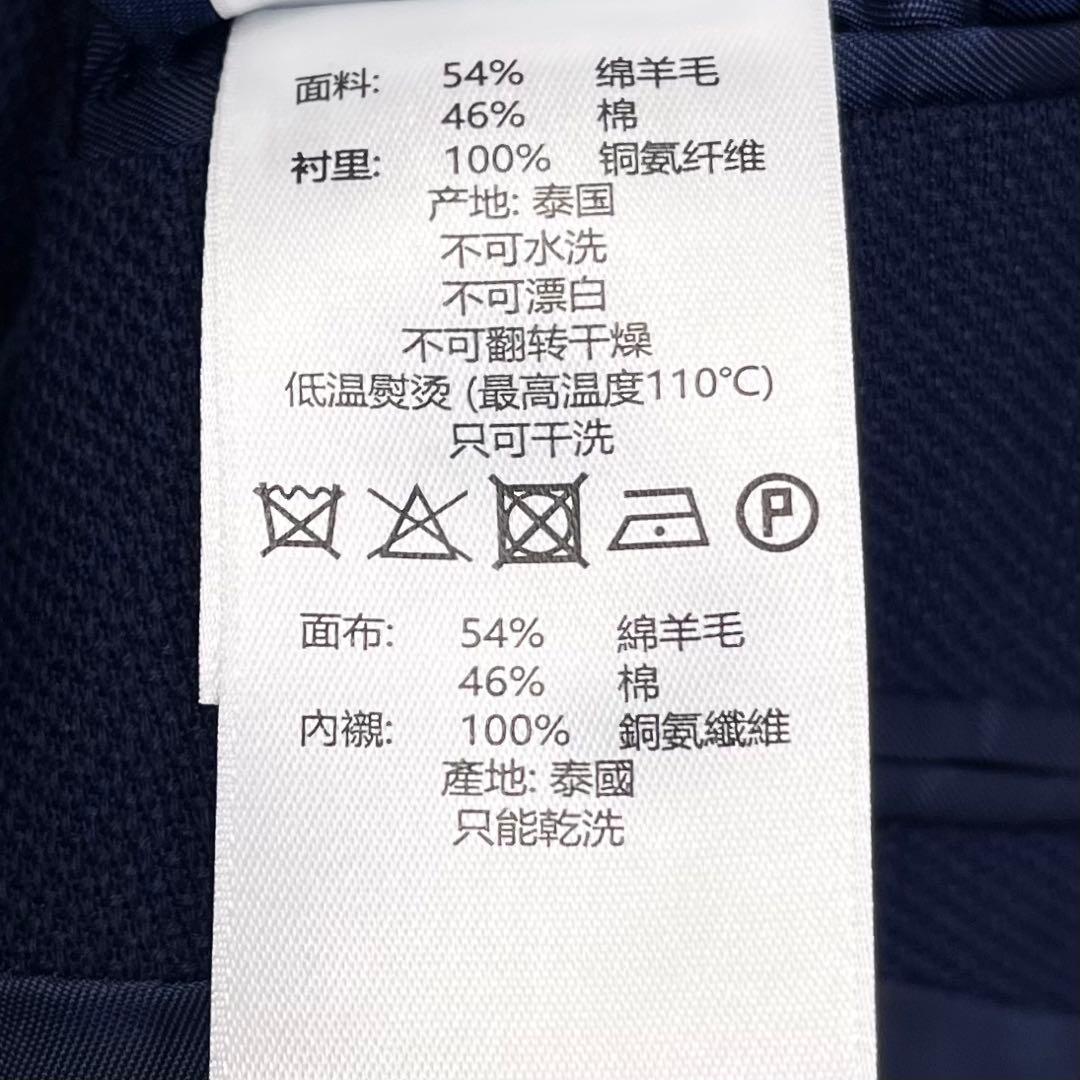 面料: 54% 绵羊毛
46% 棉
衬里: 100% 铜氨纤维
产地: 泰国
不可水洗
不可漂白
不可翻转干燥
低温熨烫 (最高温度110℃)
只可干洗
P
面布: 54% 綿羊毛
46% 棉
內襯: 100% 銅氨纖維
產地: 泰國
只能乾洗